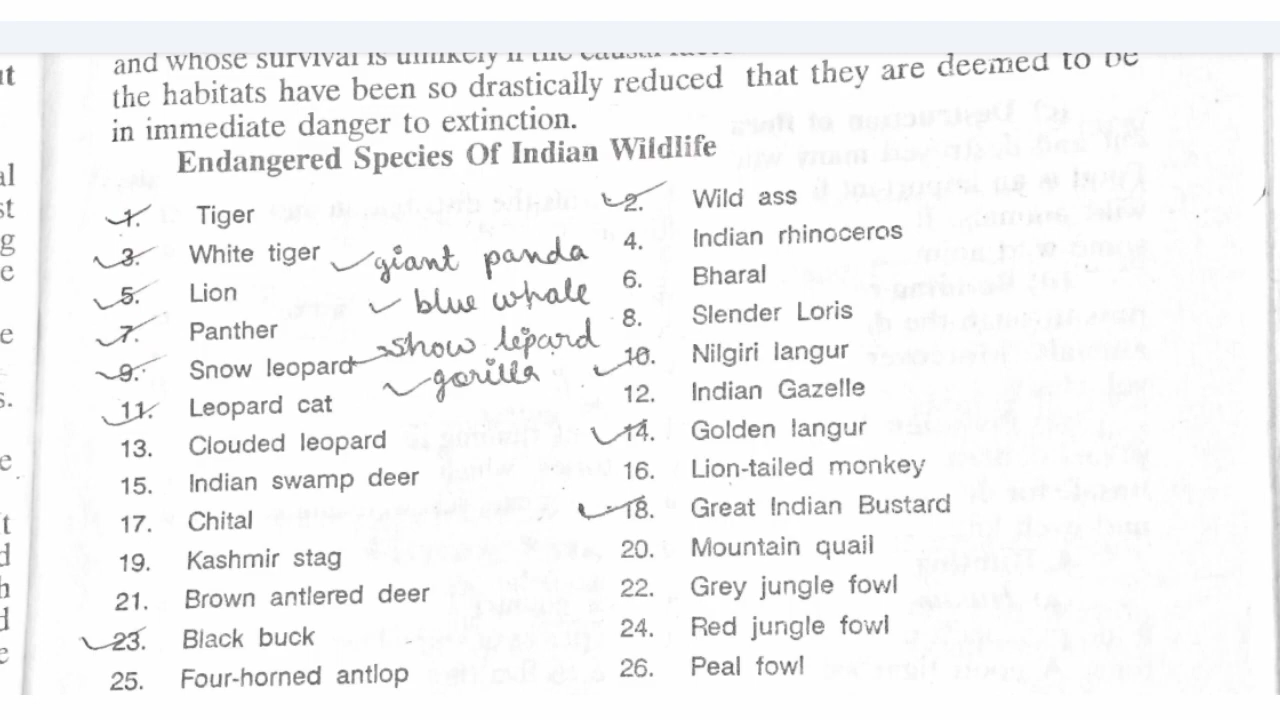 and whose survival is unlikely if the causal
the habitats have been so drastically reduced that they are deemed to be
in immediate danger to extinction.
Endangered Species Of Indian Wildlife
1. Tiger
2. Wild ass
3. White tiger
giant panda
4. Indian rhinoceros
5. Lion
blue whale
6. Bharal
7. Panther
show lepard
8. Slender Loris
9. Snow leopard
gorilla
10. Nilgiri langur
11. Leopard cat
12. Indian Gazelle
13. Clouded leopard
14. Golden langur
15. Indian swamp deer
16. Lion-tailed monkey
17. Chital
18. Great Indian Bustard
19. Kashmir stag
20. Mountain quail
21. Brown antlered deer
22. Grey jungle fowl
23. Black buck
24. Red jungle fowl
25. Four-horned antlop
26. Peal fowl